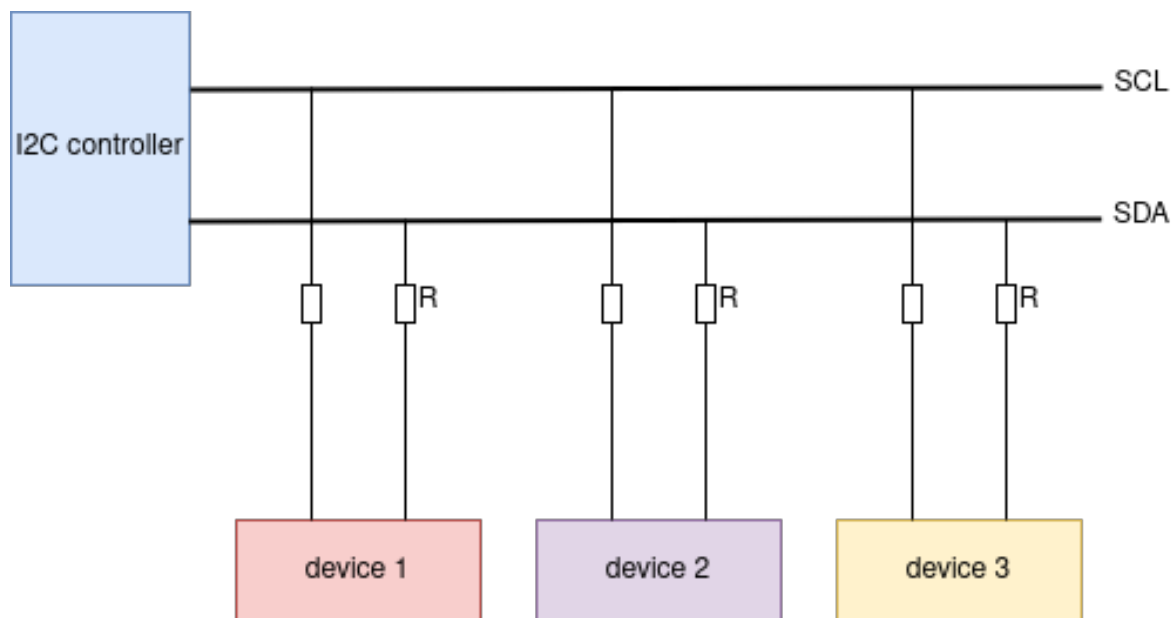 SCL
I2C controller
SDA
R
R
R
device 1
device 2
device 3